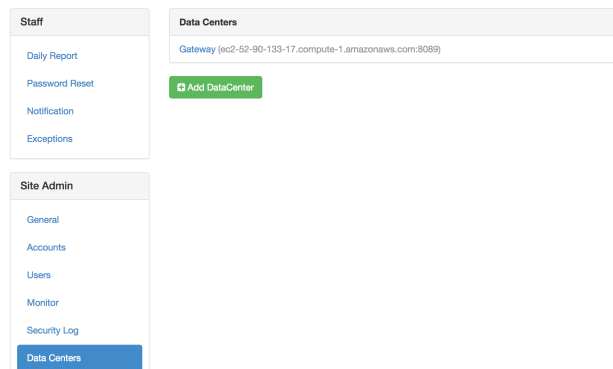 Staff
Daily Report
Password Reset
Notification
Exceptions
Site Admin
General
Accounts
Users
Monitor
Security Log
Data Centers
Data Centers
Gateway (ec2-52-90-133-17.compute-1.amazonaws.com:8089)
Add DataCenter